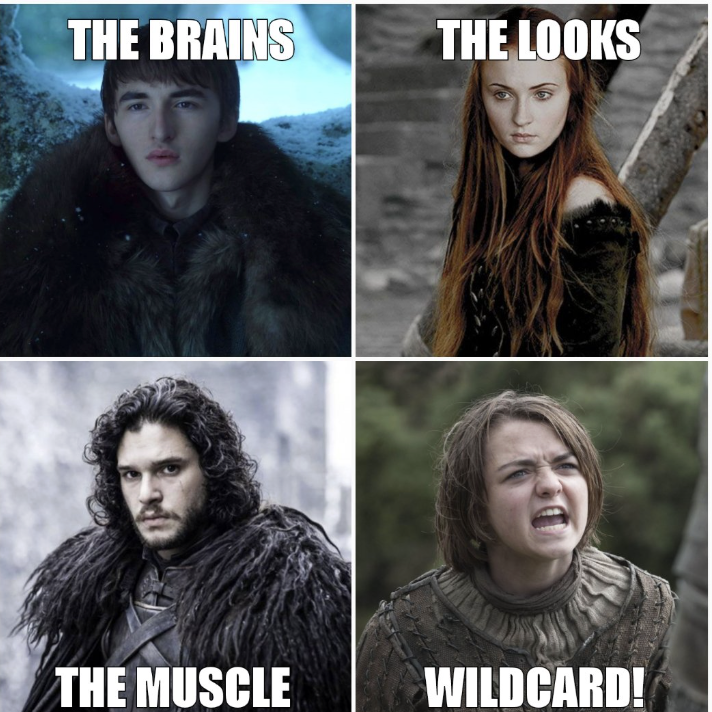 THE BRAINS
THE LOOKS
THE MUSCLE
WILDCARD!